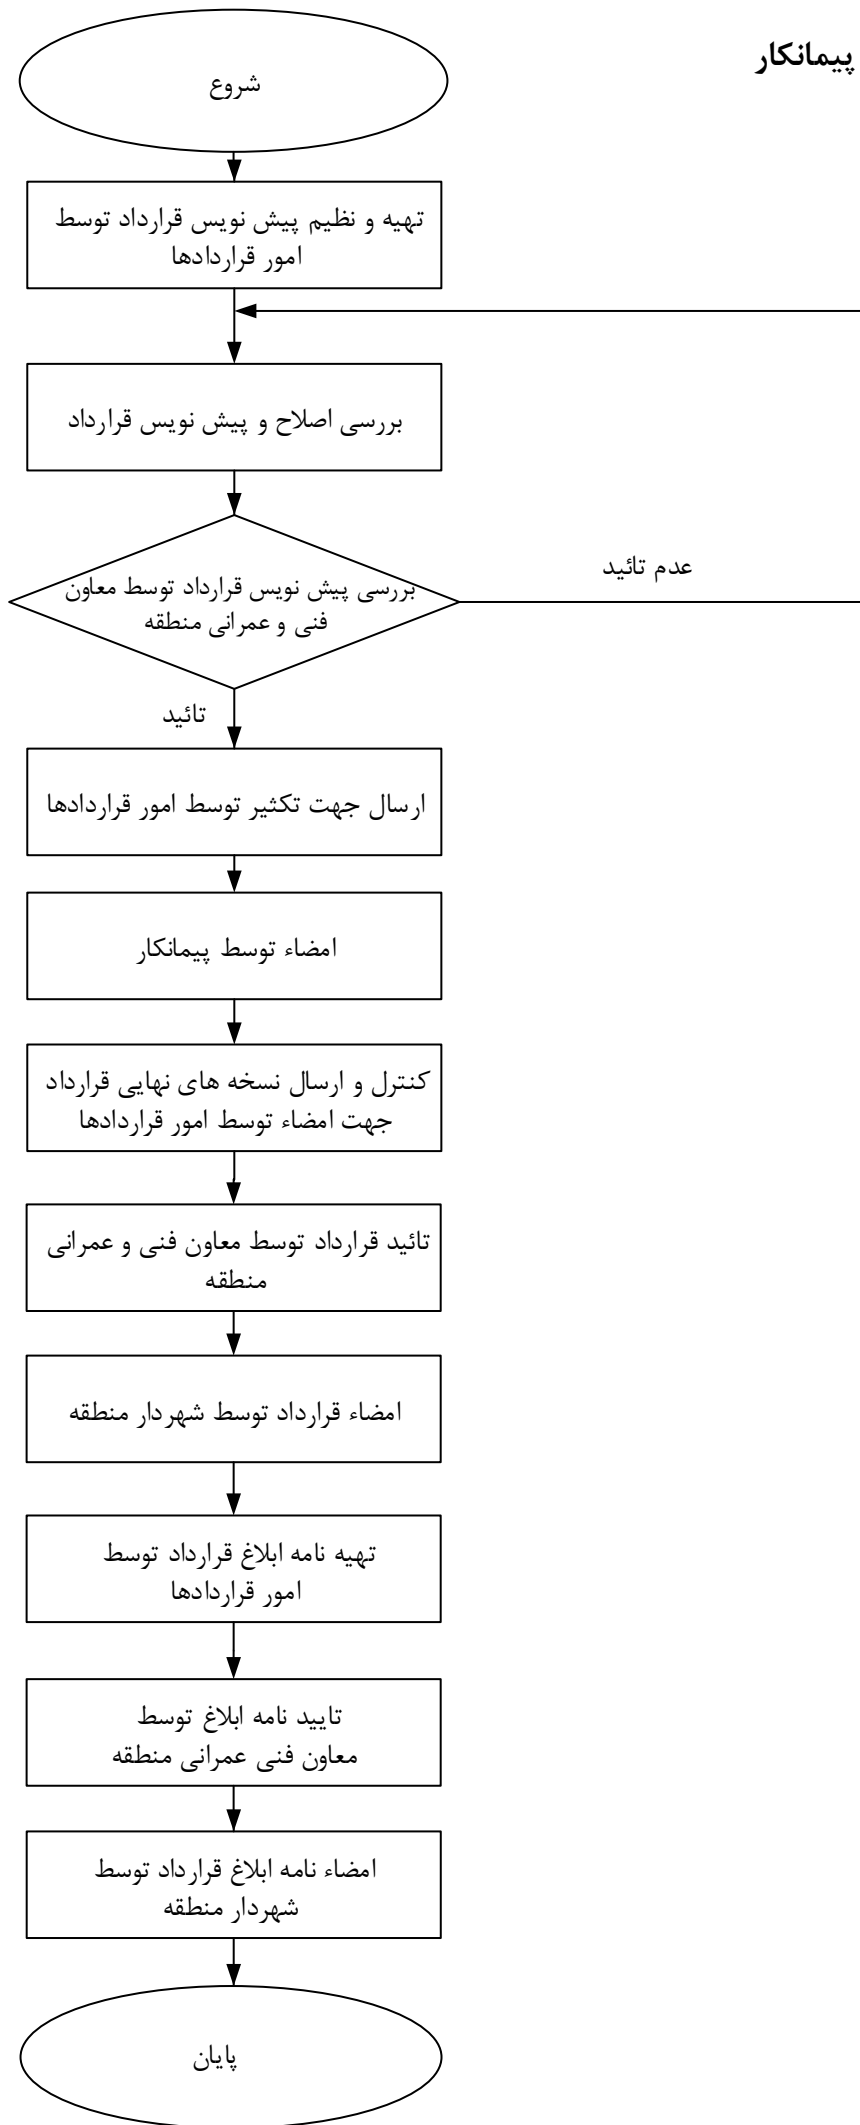 پیمانکار
شروع
تهیه و نظیم پیش نویس قرارداد توسط
امور قراردادها
بررسی اصلاح و پیش نویس قرارداد
بررسی پیش نویس قرارداد توسط معاون
فنی و عمرانی منطقه
عدم تائید
تائید
ارسال جهت تکثیر توسط امور قراردادها
امضاء توسط پیمانکار
کنترل و ارسال نسخه های نهایی قرارداد
جهت امضاء توسط امور قراردادها
تائید قرارداد توسط معاون فنی و عمرانی
منطقه
امضاء قرارداد توسط شهردار منطقه
تهیه نامه ابلاغ قرارداد توسط
امور قراردادها
تایید نامه ابلاغ توسط
معاون فنی عمرانی منطقه
امضاء نامه ابلاغ قرارداد توسط
شهردار منطقه
پایان